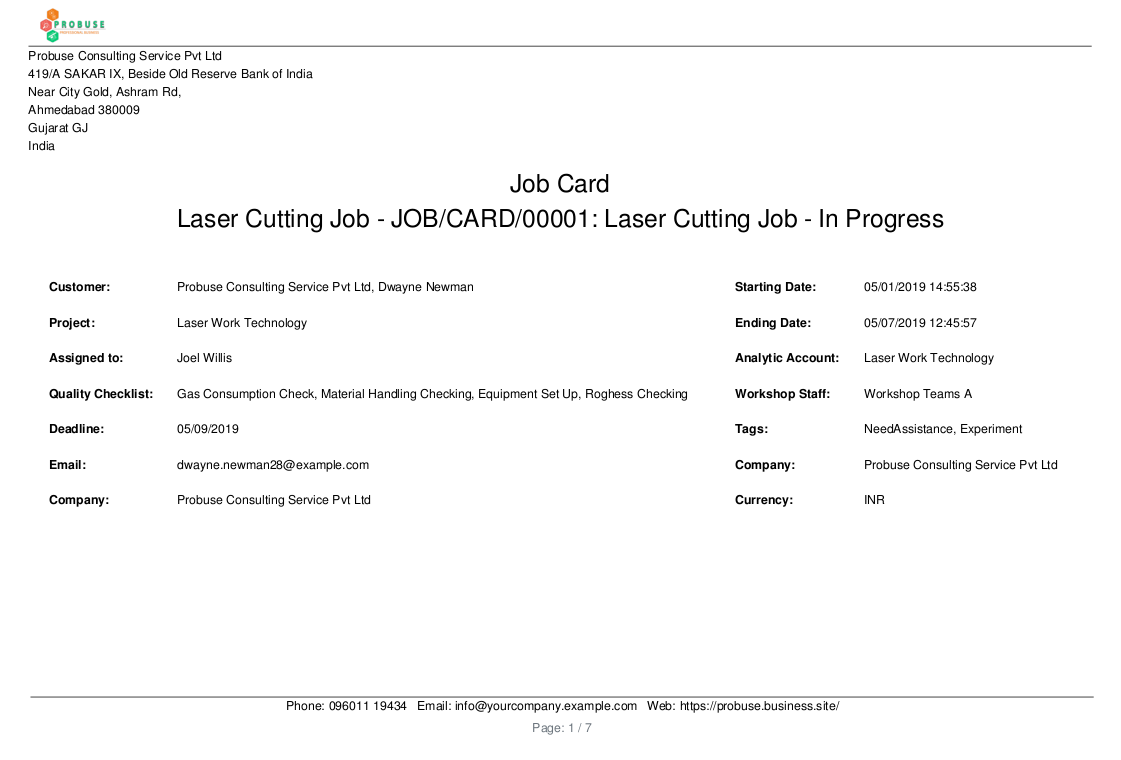 PROBUSE
Probuse Consulting Service Pvt Ltd
419/A SAKAR IX, Beside Old Reserve Bank of India
Near City Gold, Ashram Rd,
Ahmedabad 380009
Gujarat GJ
India
Job Card
Laser Cutting Job - JOB/CARD/00001: Laser Cutting Job - In Progress
Customer: Probuse Consulting Service Pvt Ltd, Dwayne Newman Starting Date: 05/01/2019 14:55:38
Project: Laser Work Technology Ending Date: 05/07/2019 12:45:57
Assigned to: Joel Willis Analytic Account: Laser Work Technology
Quality Checklist: Gas Consumption Check, Material Handling Checking, Equipment Set Up, Roghess Checking Workshop Staff: Workshop Teams A
Deadline: 05/09/2019 Tags: NeedAssistance, Experiment
Email: dwayne.newman28@example.com Company: Probuse Consulting Service Pvt Ltd
Company: Probuse Consulting Service Pvt Ltd Currency: INR
Phone: 096011 19434 Email: info@yourcompany.example.com Web: https://probuse.business.site/
Page: 1 / 7